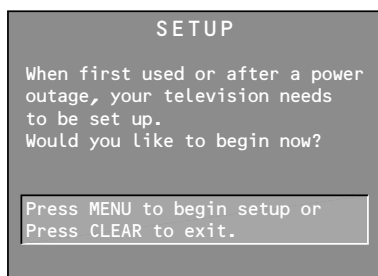 SETUP
When first used or after a power
outage, your television needs
to be set up.
Would you like to begin now?
Press MENU to begin setup or
Press CLEAR to exit.